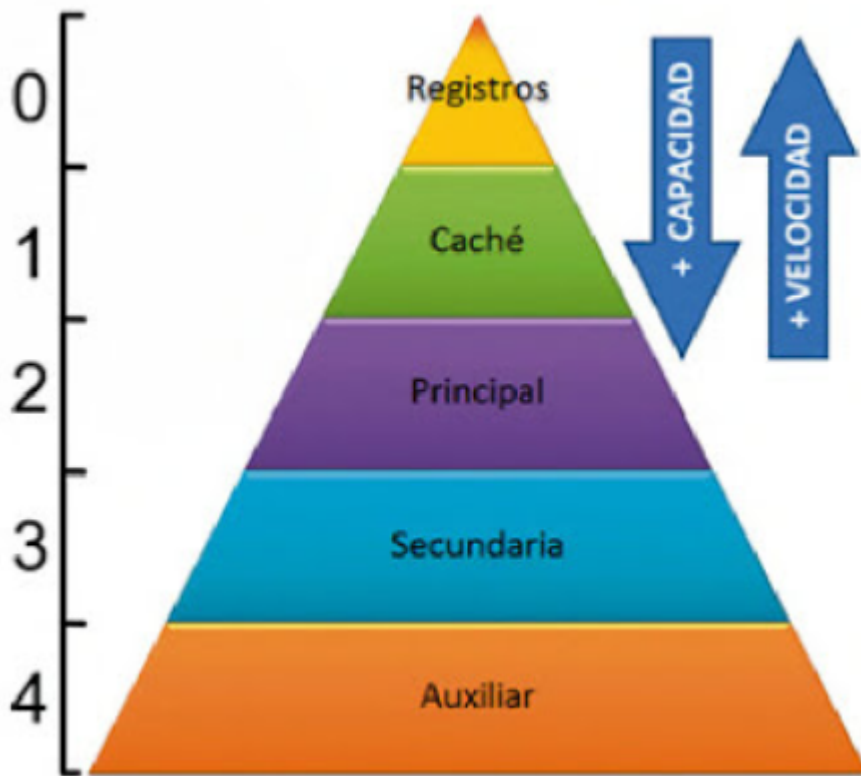 0
Registros
1
Caché
2
Principal
3
Secundaria
4
Auxiliar
+ CAPACIDAD
+ VELOCIDAD